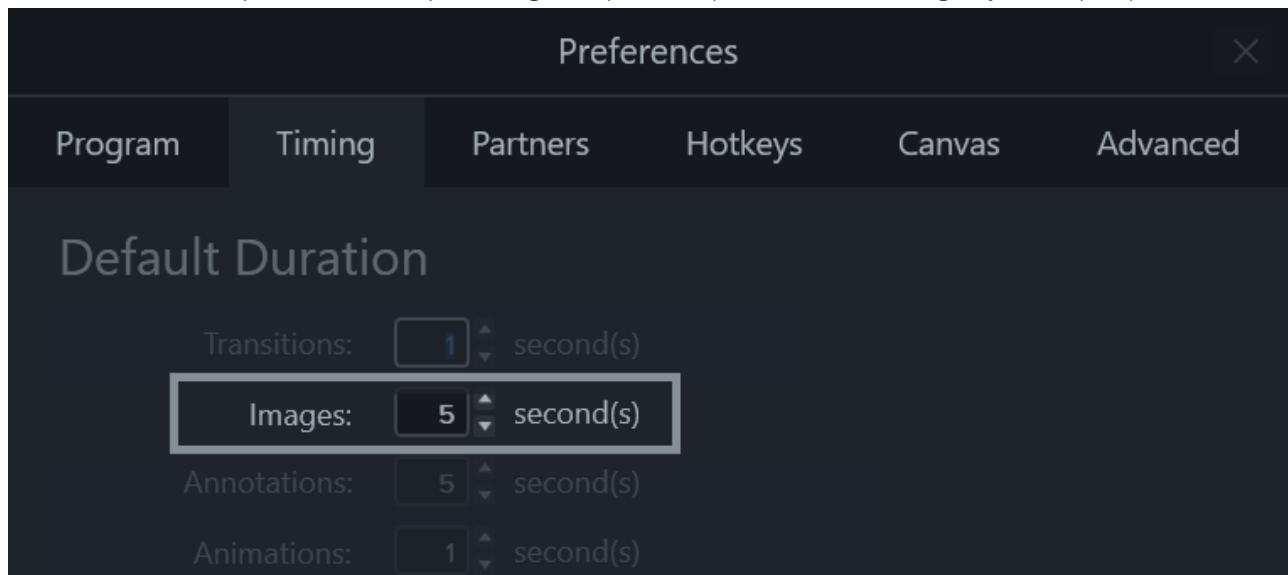 Preferences
Program Timing Partners Hotkeys Canvas Advanced
Default Duration
Transitions: 1 second(s)
Images: 5 second(s)
Annotations: 5 second(s)
Animations: 1 second(s)